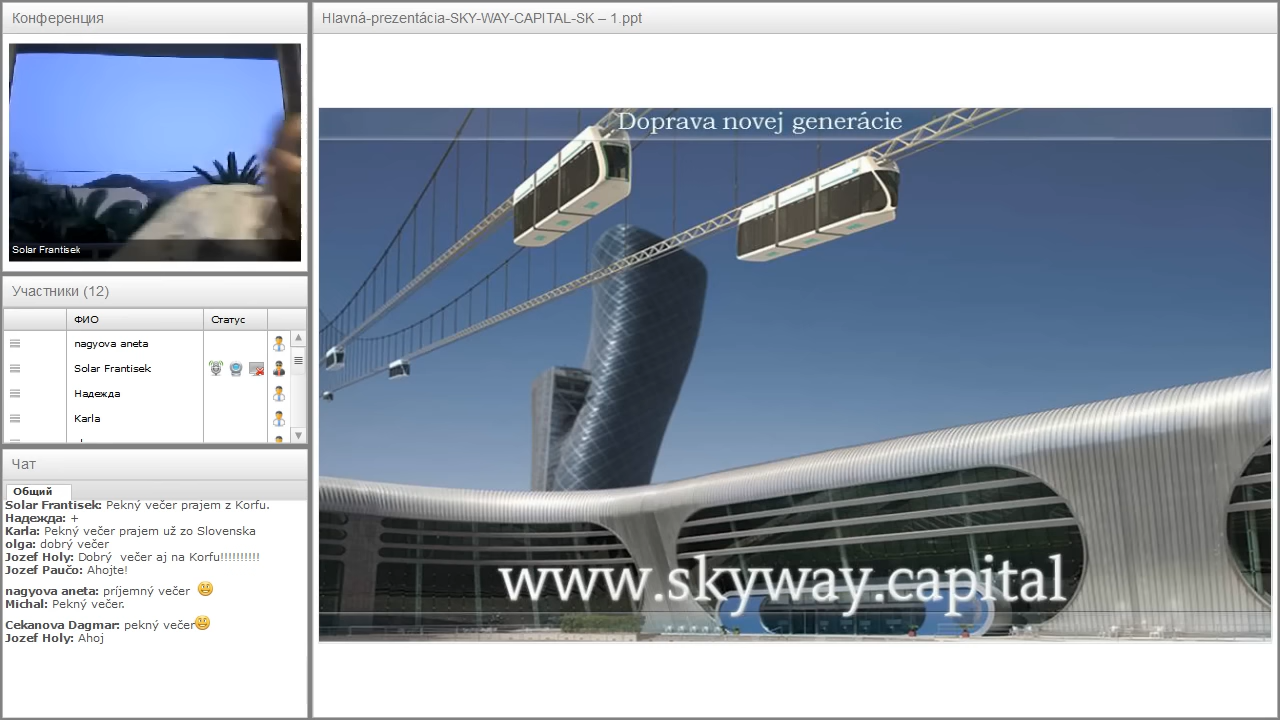 Конференция
Solar Frantisek
Участники (12)
ФИО
Статус
nagyova aneta
Solar Frantisek
Надежда
Karla
Чат
Общий
Solar Frantisek: Pekný večer prajem z Korfu.
Надежда: +
Karla: Pekný večer prajem už zo Slovenska
olga: dobrý večer
Jozef Holy: Dobrý večer aj na Korfu!!!!!!!!!!
Jozef Paučo: Ahojte!
nagyova aneta: príjemný večer
Michal: Pekný večer.
Cekanova Dagmar: pekný večer
Jozef Holy: Ahoj
Hlavná-prezentácia-SKY-WAY-CAPITAL-SK – 1.ppt
Doprava novej generácie
www.skyway.capital